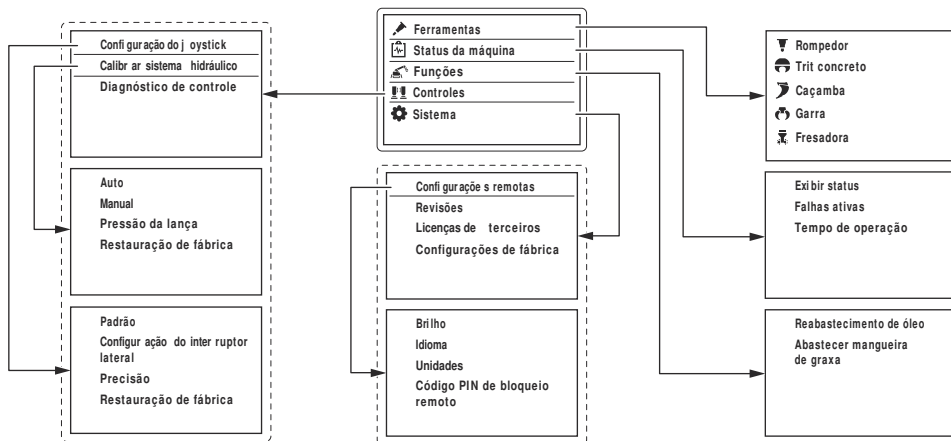 Configuração do joystick
Calibrar sistema hidráulico
Diagnóstico de controle
Auto
Manual
Pressão da lança
Restauração de fábrica
Padrão
Configuração do interruptor
lateral
Precisão
Restauração de fábrica
Ferramentas
Status da máquina
Funções
Controles
Sistema
Configurações remotas
Revisões
Licenças de terceiros
Configurações de fábrica
Brilho
Idioma
Unidades
Código PIN de bloqueio
remoto
Rompedor
Trit concreto
Caçamba
Garra
Fresadora
Exibir status
Falhas ativas
Tempo de operação
Reabastecimento de óleo
Abastecer mangueira
de graxa